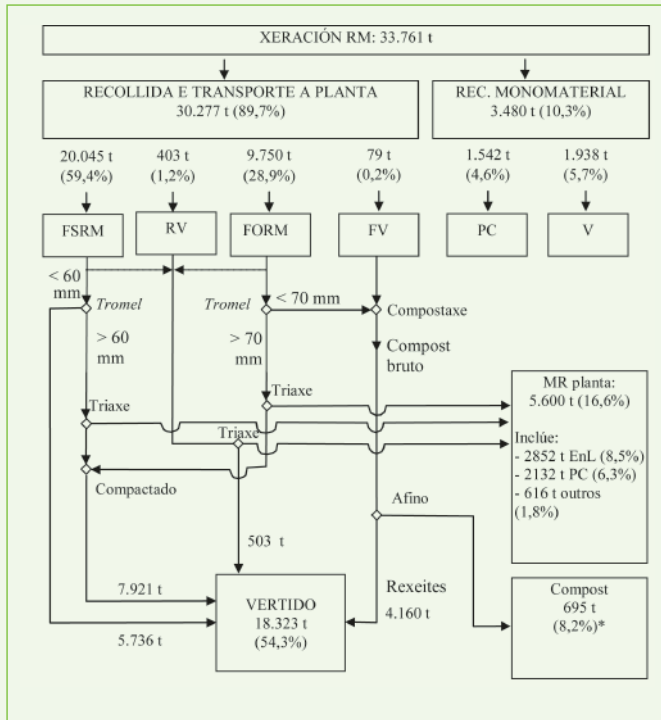 XERACIÓN RM: 33.761 t
RECOLLIDA E TRANSPORTE A PLANTA
30.277 t (89,7%)
REC. MONOMATERIAL
3.480 t (10,3%)
20.045 t
(59,4%)
403 t
(1,2%)
9.750 t
(28,9%)
79 t
(0,2%)
1.542 t
(4,6%)
1.938 t
(5,7%)
FSRM
RV
FORM
FV
PC
V
< 60
mm
Tromel
Tromel
< 70 mm
Compostaxe
> 60
mm
> 70
mm
Compost
bruto
Triaxe
Triaxe
Triaxe
MR planta:
5.600 t (16,6%)
Inclúe:
- 2852 t EnL (8,5%)
- 2132 t PC (6,3%)
- 616 t outros
(1,8%)
Compactado
Afino
503 t
7.921 t
5.736 t
VERTIDO
18.323 t
(54,3%)
Rexeites
4.160 t
Compost
695 t
(8,2%)*